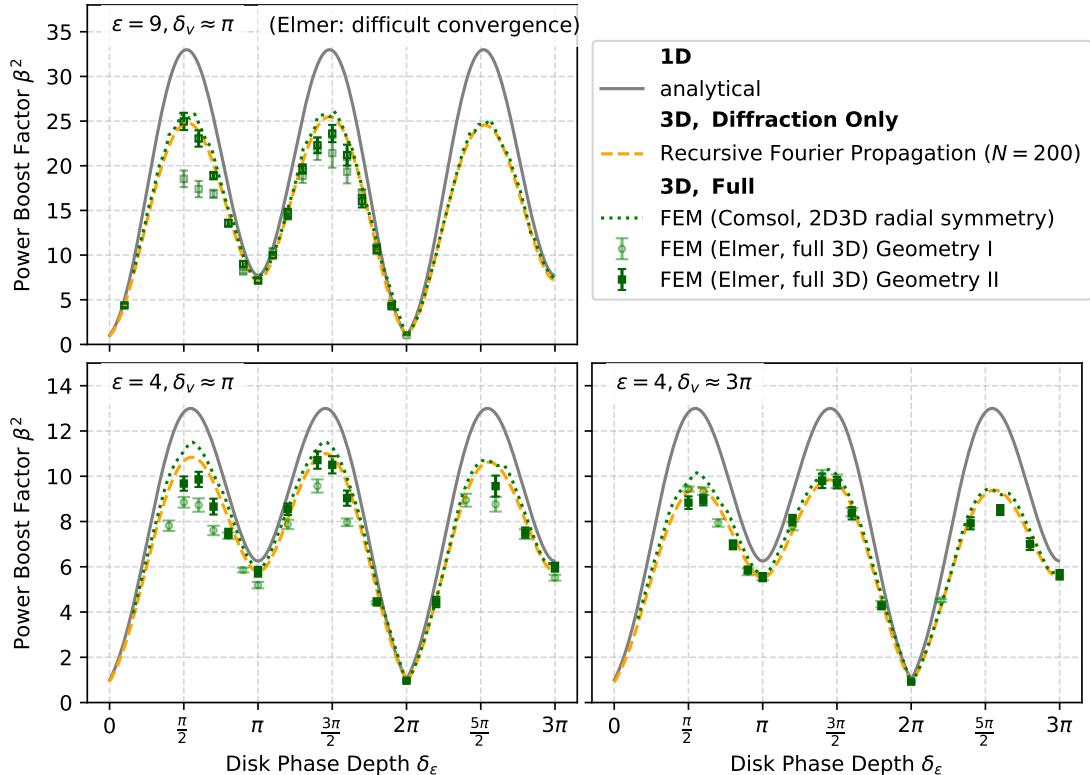 ε = 9, δᵥ ≈ π (Elmer: difficult convergence)
Power Boost Factor β²
35
30
25
20
15
10
5
0
1D
analytical
3D, Diffraction Only
Recursive Fourier Propagation (N = 200)
3D, Full
FEM (Comsol, 2D3D radial symmetry)
FEM (Elmer, full 3D) Geometry I
FEM (Elmer, full 3D) Geometry II
ε = 4, δᵥ ≈ π
Power Boost Factor β²
14
12
10
8
6
4
2
0
0 π/2 π 3π/2 2π 5π/2 3π
Disk Phase Depth δ_ε
ε = 4, δᵥ ≈ 3π
0 π/2 π 3π/2 2π 5π/2 3π
Disk Phase Depth δ_ε